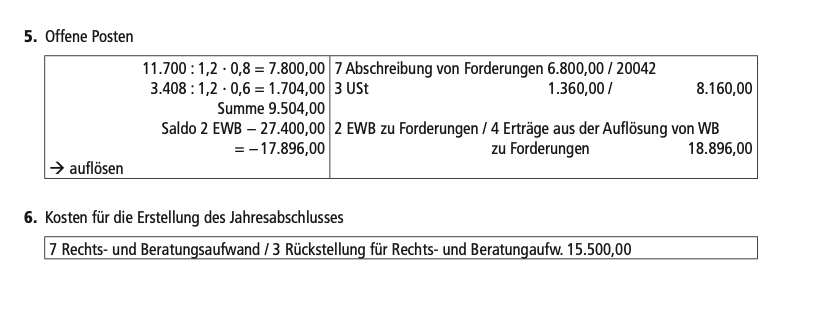 5. Offene Posten
11.700 : 1,2 · 0,8 = 7.800,00 7 Abschreibung von Forderungen 6.800,00 / 20042
3.408 : 1,2 · 0,6 = 1.704,00 3 USt 1.360,00 / 8.160,00
Summe 9.504,00
Saldo 2 EWB – 27.400,00 2 EWB zu Forderungen / 4 Erträge aus der Auflösung von WB
= – 17.896,00 zu Forderungen 18.896,00
→ auflösen
6. Kosten für die Erstellung des Jahresabschlusses
7 Rechts- und Beratungsaufwand / 3 Rückstellung für Rechts- und Beratungaufw. 15.500,00